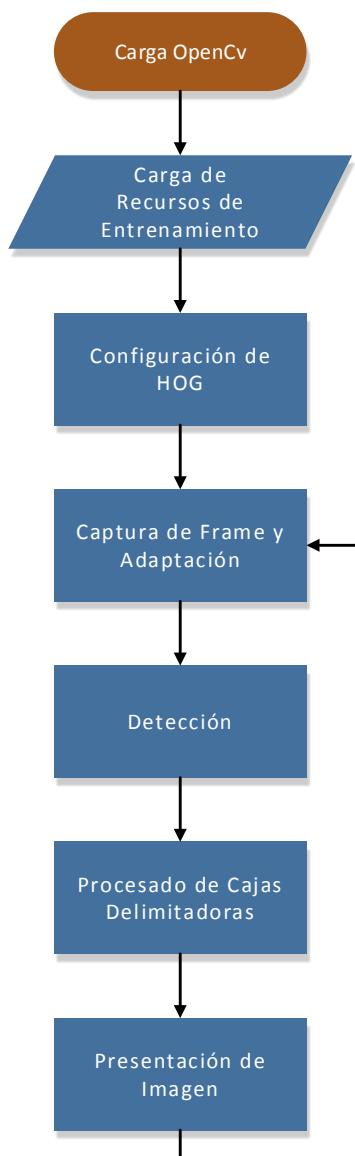 Carga OpenCv
Carga de
Recursos de
Entrenamiento
Configuración de
HOG
Captura de Frame y
Adaptación
Detección
Procesado de Cajas
Delimitadoras
Presentación de
Imagen